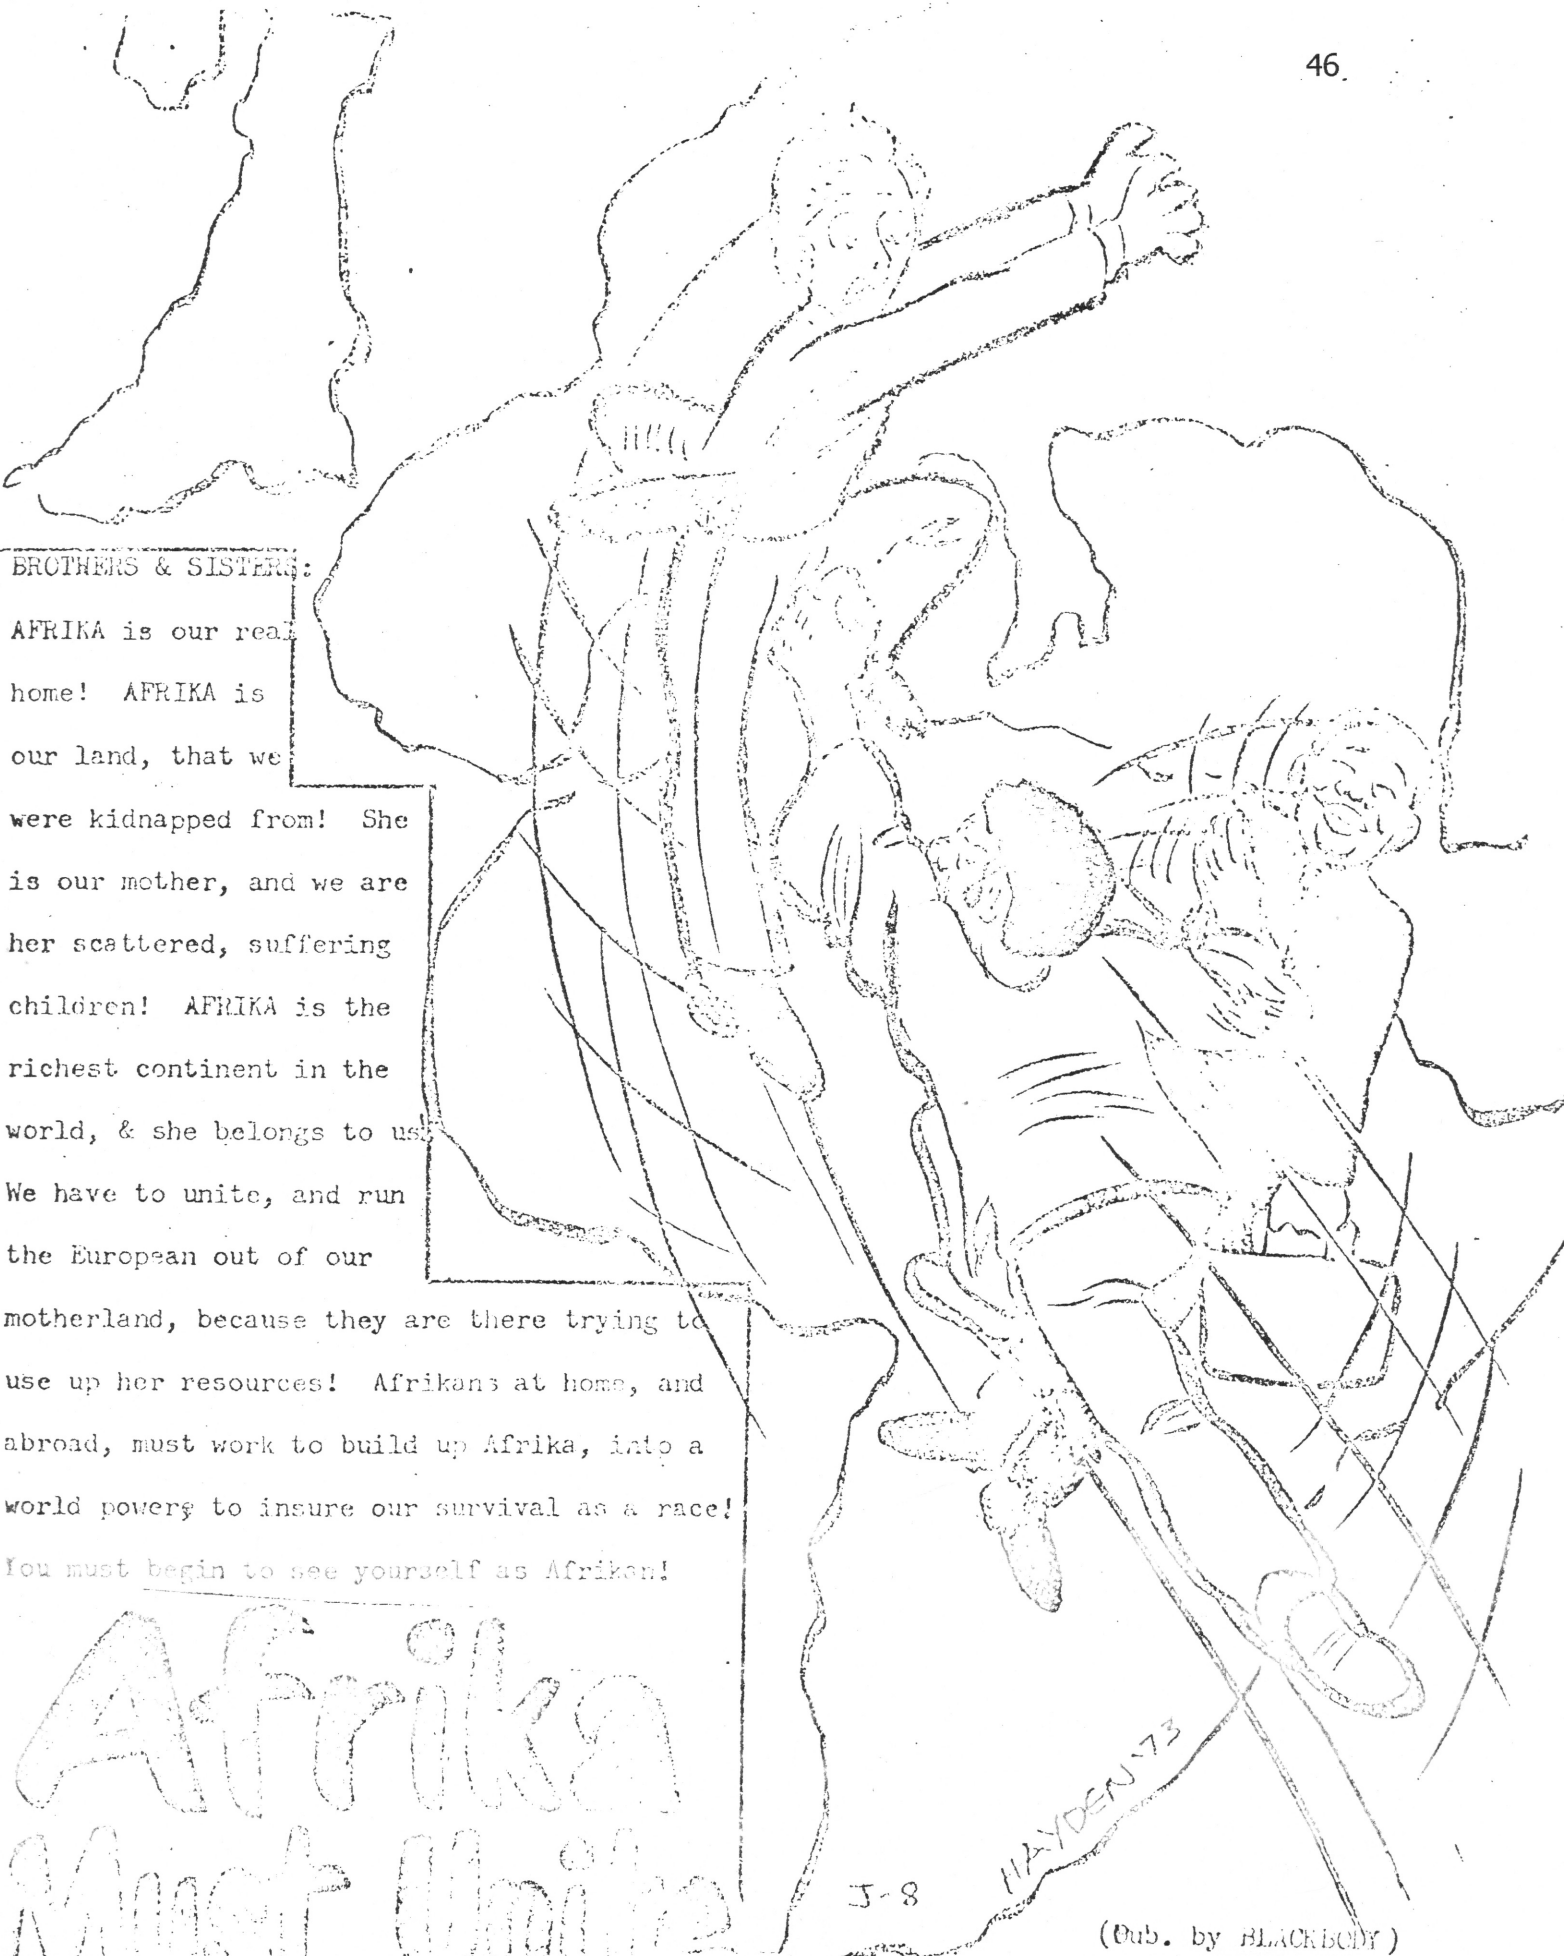 46.
BROTHERS & SISTERS:
AFRIKA is our real
home! AFRIKA is
our land, that we
were kidnapped from! She
is our mother, and we are
her scattered, suffering
children! AFRIKA is the
richest continent in the
world, & she belongs to us!
We have to unite, and run
the European out of our
motherland, because they are there trying to
use up her resources! Afrikans at home, and
abroad, must work to build up Afrika, into a
world power; to insure our survival as a race!
You must begin to see yourself as Afrikan!
Afrika
Must Unite
HAYDEN '73
J-8
(Pub. by BLACKBODY)